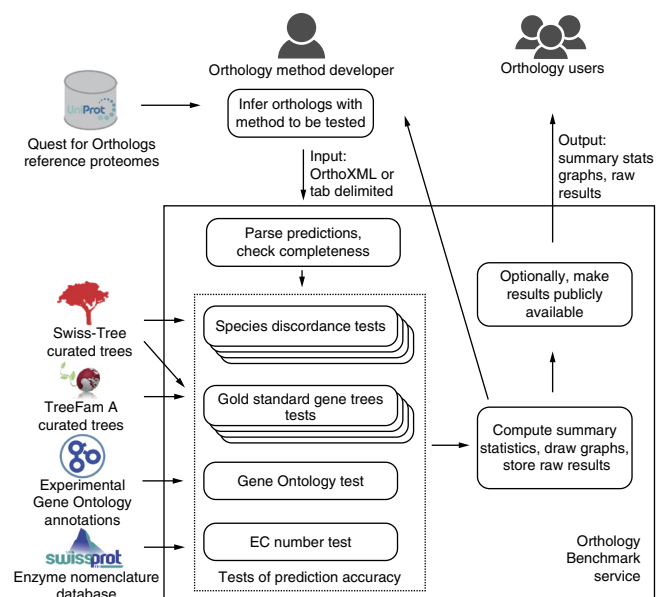 Orthology method developer
Orthology users
UniProt
Infer orthologs with
method to be tested
Quest for Orthologs
reference proteomes
Input:
OrthoXML or
tab delimited
Output:
summary stats
graphs, raw
results
Parse predictions,
check completeness
Optionally, make
results publicly
available
Species discordance tests
Swiss-Tree
curated trees
Gold standard gene trees
tests
TreeFam A
curated trees
Compute summary
statistics, draw graphs,
store raw results
Gene Ontology test
Experimental
Gene Ontology
annotations
EC number test
swissprot
Enzyme nomenclature
database
Tests of prediction accuracy
Orthology
Benchmark
service